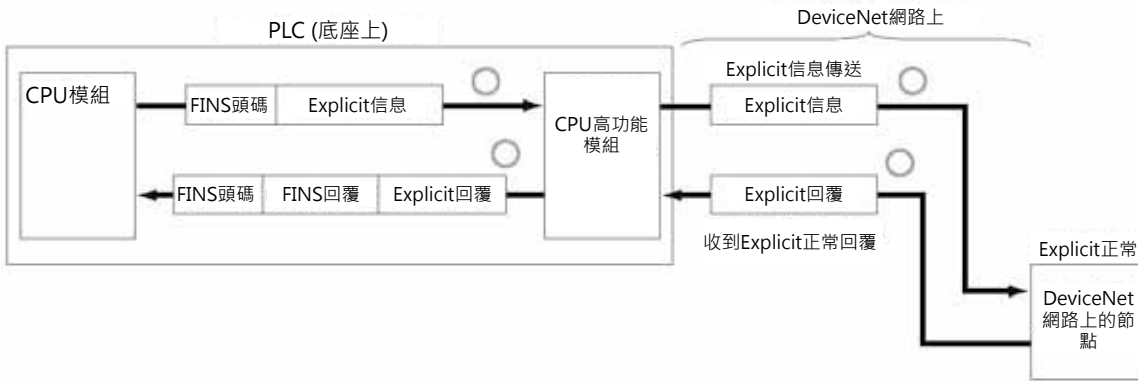 DeviceNet網路上
PLC (底座上)
Explicit信息傳送
CPU模組
FINS頭碼
Explicit信息
CPU高功能
模組
Explicit信息
FINS頭碼
FINS回覆
Explicit回覆
Explicit回覆
收到Explicit正常回覆
Explicit正常
DeviceNet
網路上的節
點